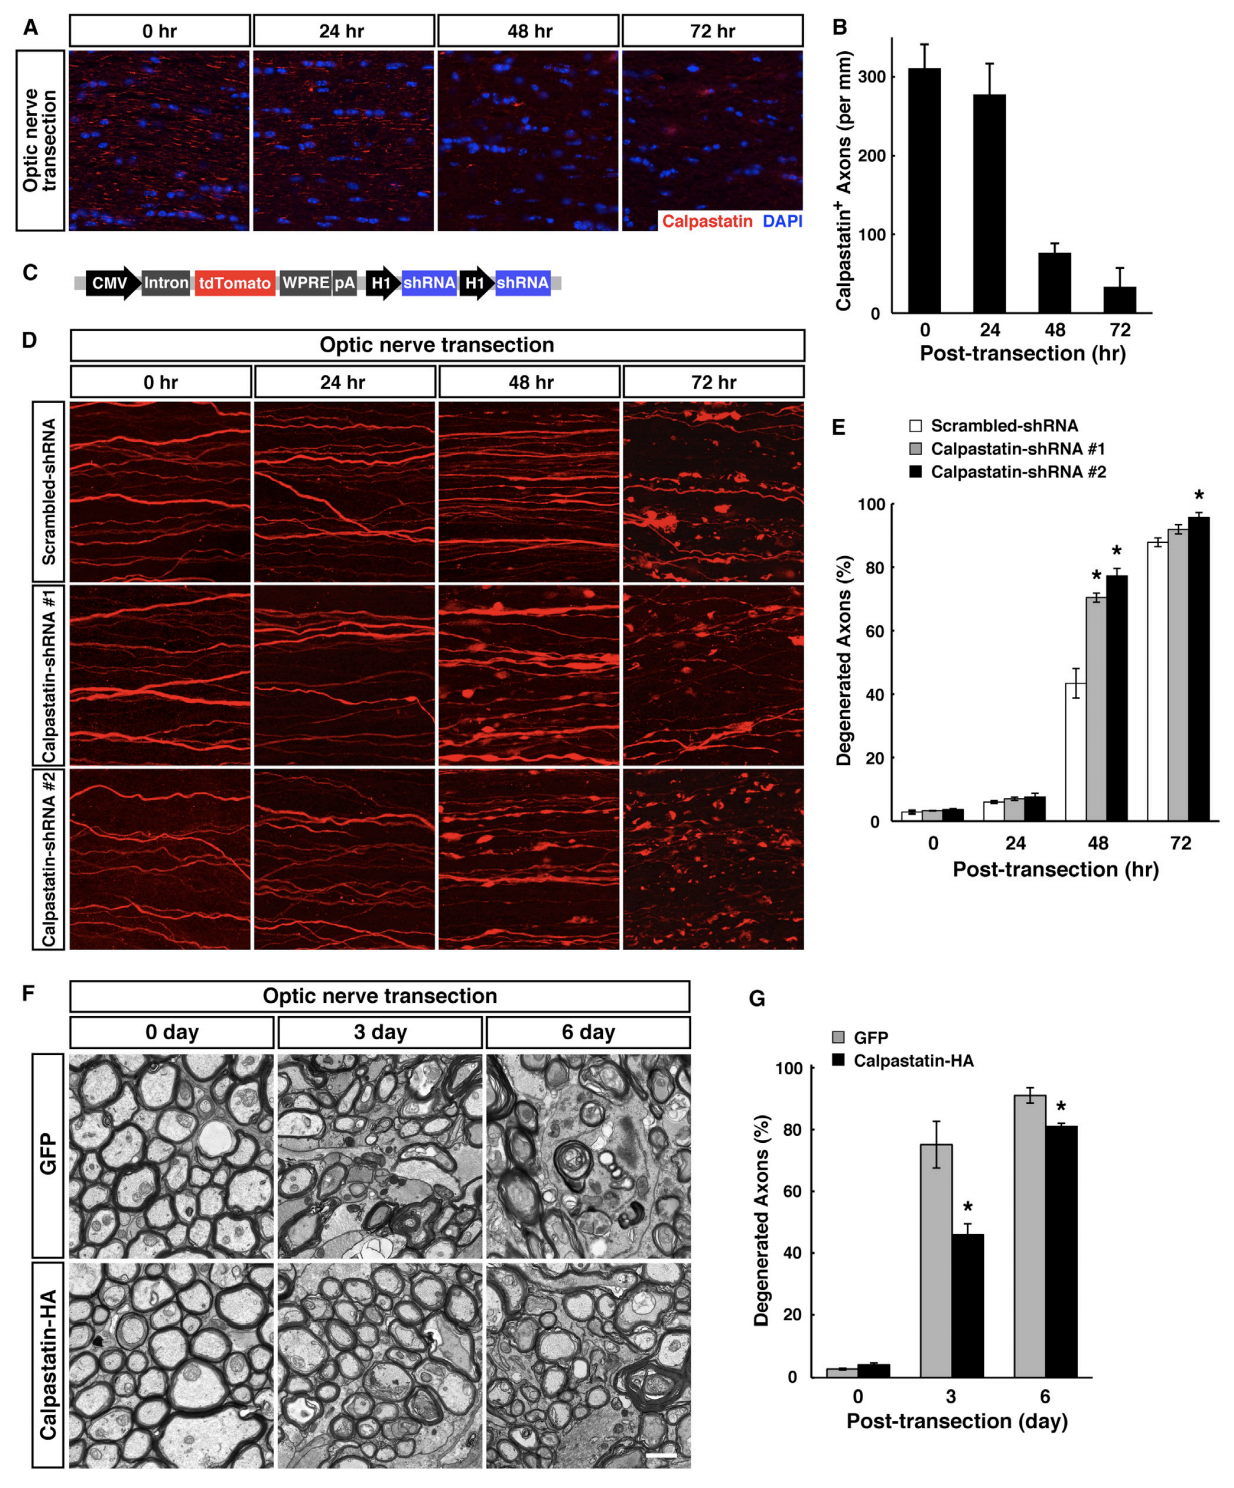 A
0 hr
24 hr
48 hr
72 hr
Optic nerve
transection
Calpastatin DAPI
B
Calpastatin+ Axons (per mm)
300
200
100
0
0
24
48
72
Post-transection (hr)
C
CMV
Intron
tdTomato
WPRE
pA
H1
shRNA
H1
shRNA
D
Optic nerve transection
0 hr
24 hr
48 hr
72 hr
Scrambled-shRNA
Calpastatin-shRNA #1
Calpastatin-shRNA #2
E
Scrambled-shRNA
Calpastatin-shRNA #1
Calpastatin-shRNA #2
Degenerated Axons (%)
100
80
60
40
20
0
*
*
*
0
24
48
72
Post-transection (hr)
F
Optic nerve transection
0 day
3 day
6 day
GFP
Calpastatin-HA
G
GFP
Calpastatin-HA
Degenerated Axons (%)
100
80
60
40
20
0
*
*
0
3
6
Post-transection (day)